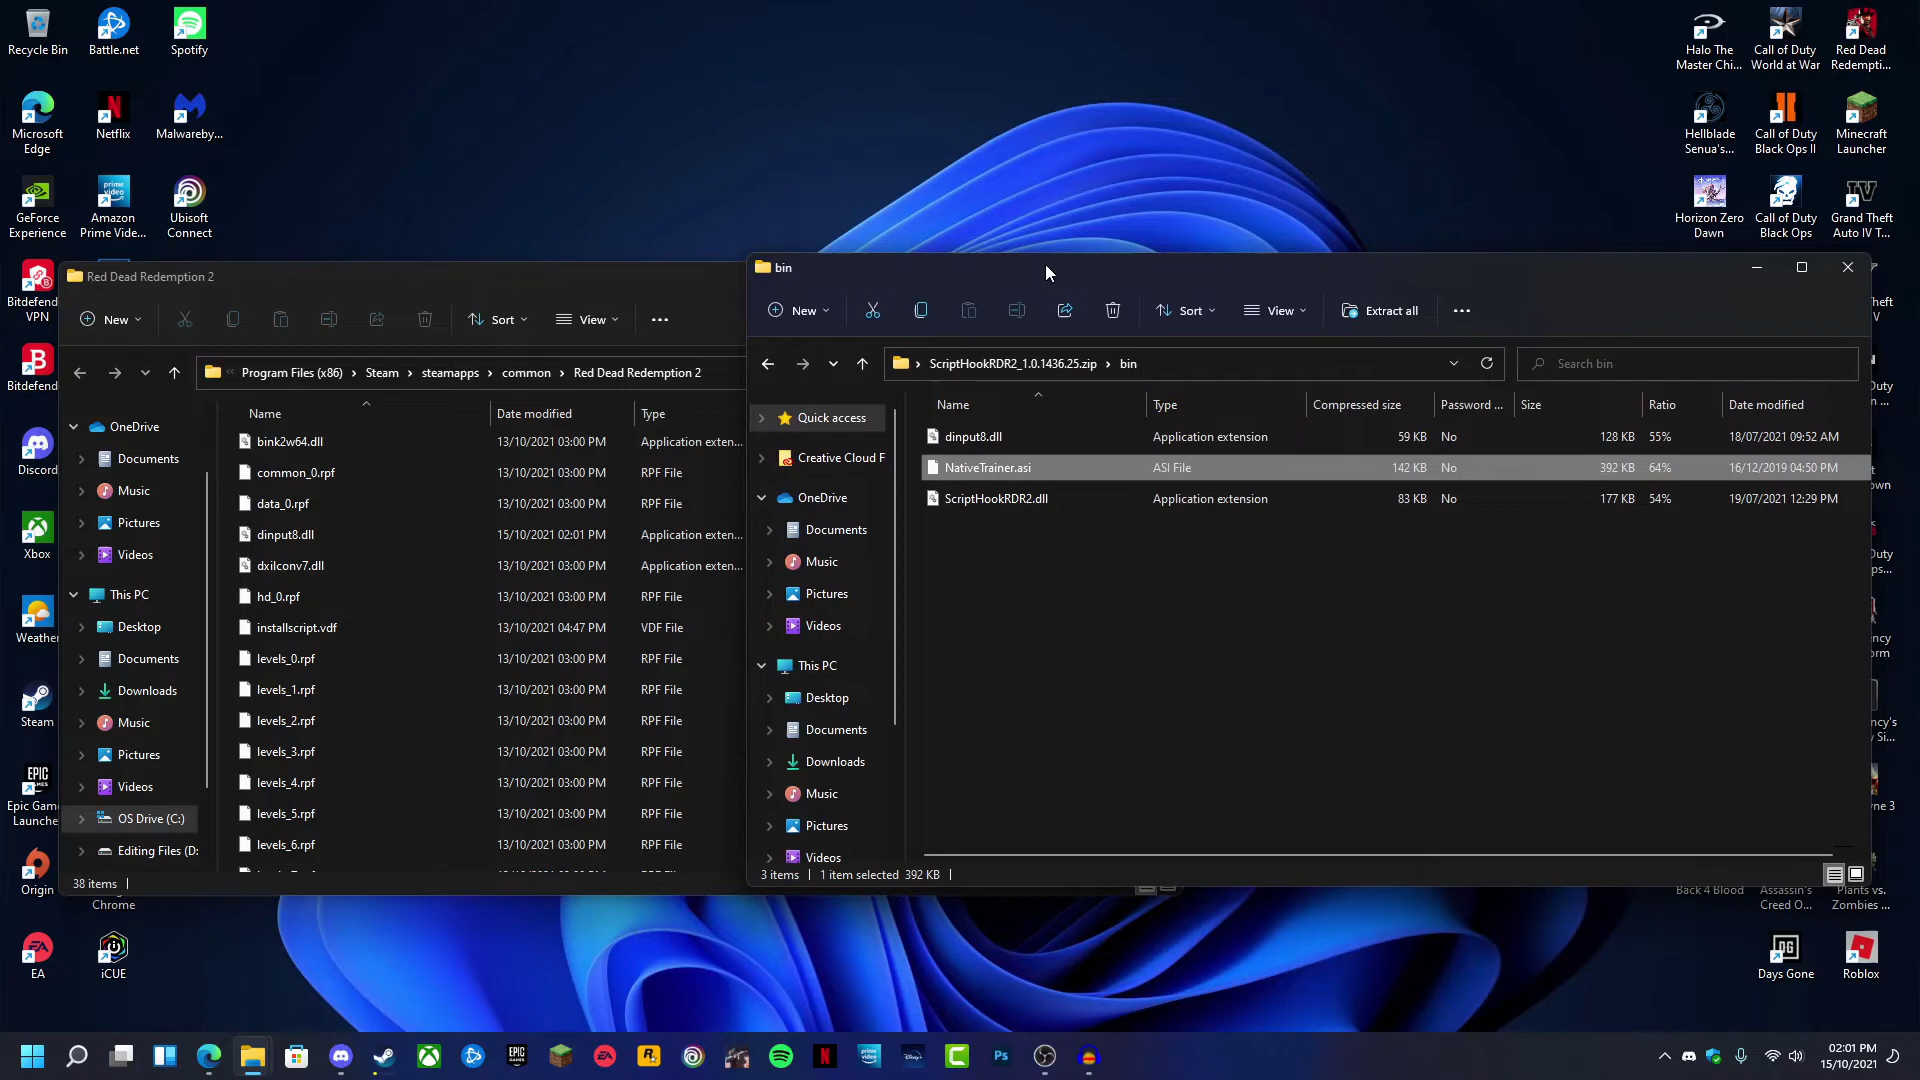 Recycle Bin
Battle.net
Spotify
Microsoft
Edge
Netflix
Malwareby...
GeForce
Experience
Amazon
Prime Vide...
Ubisoft
Connect
Bitdefend
VPN
Bitdefend
Discord
Xbox
Weathe
Steam
Epic Game
Launche
Origin
Chrome
EA
iCUE
Halo The
Master Chi...
Call of Duty
World at War
Red Dead
Redempti...
Hellblade
Senua's...
Call of Duty
Black Ops II
Minecraft
Launcher
Horizon Zero
Dawn
Call of Duty
Black Ops
Grand Theft
Auto IV T...
Back 4 Blood
Assassin's
Creed O...
Plants vs.
Zombies ...
Days Gone
Roblox
Red Dead Redemption 2
New
Sort
View
Program Files (x86) > Steam > steamapps > common > Red Dead Redemption 2
OneDrive
Documents
Music
Pictures
Videos
This PC
Desktop
Documents
Downloads
Music
Pictures
Videos
OS Drive (C:)
Editing Files (D:
Name Date modified Type
bink2w64.dll 13/10/2021 03:00 PM Application exten...
common_0.rpf 13/10/2021 03:00 PM RPF File
data_0.rpf 13/10/2021 03:00 PM RPF File
dinput8.dll 15/10/2021 02:01 PM Application exten...
dxilconv7.dll 13/10/2021 03:00 PM Application exten...
hd_0.rpf 13/10/2021 03:00 PM RPF File
installscript.vdf 13/10/2021 04:47 PM VDF File
levels_0.rpf 13/10/2021 03:00 PM RPF File
levels_1.rpf 13/10/2021 03:00 PM RPF File
levels_2.rpf 13/10/2021 03:00 PM RPF File
levels_3.rpf 13/10/2021 03:00 PM RPF File
levels_4.rpf 13/10/2021 03:00 PM RPF File
levels_5.rpf 13/10/2021 03:00 PM RPF File
levels_6.rpf 13/10/2021 03:00 PM RPF File
38 items
bin
New
Sort
View
Extract all
ScriptHookRDR2_1.0.1436.25.zip > bin
Search bin
Quick access
Creative Cloud F
OneDrive
Documents
Music
Pictures
Videos
This PC
Desktop
Documents
Downloads
Music
Pictures
Videos
Name Type Compressed size Password ... Size Ratio Date modified
dinput8.dll Application extension 59 KB No 128 KB 55% 18/07/2021 09:52 AM
NativeTrainer.asi ASI File 142 KB No 392 KB 64% 16/12/2019 04:50 PM
ScriptHookRDR2.dll Application extension 83 KB No 177 KB 54% 19/07/2021 12:29 PM
3 items 1 item selected 392 KB
02:01 PM
15/10/2021